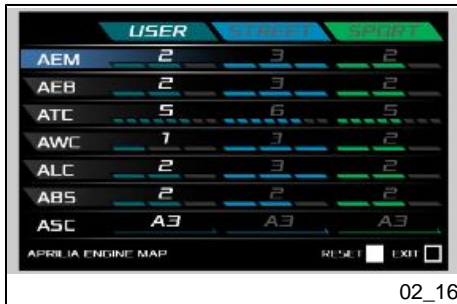 USER STREET SPORT
AEM 2 3 2
AEB 2 3 2
ATC 5 6 5
AWC 1 3 2
ALC 2 3 2
ABS 2 2 2
ASC A3 A3 A3
APRILIA ENGINE MAP RESET EXIT
02_16